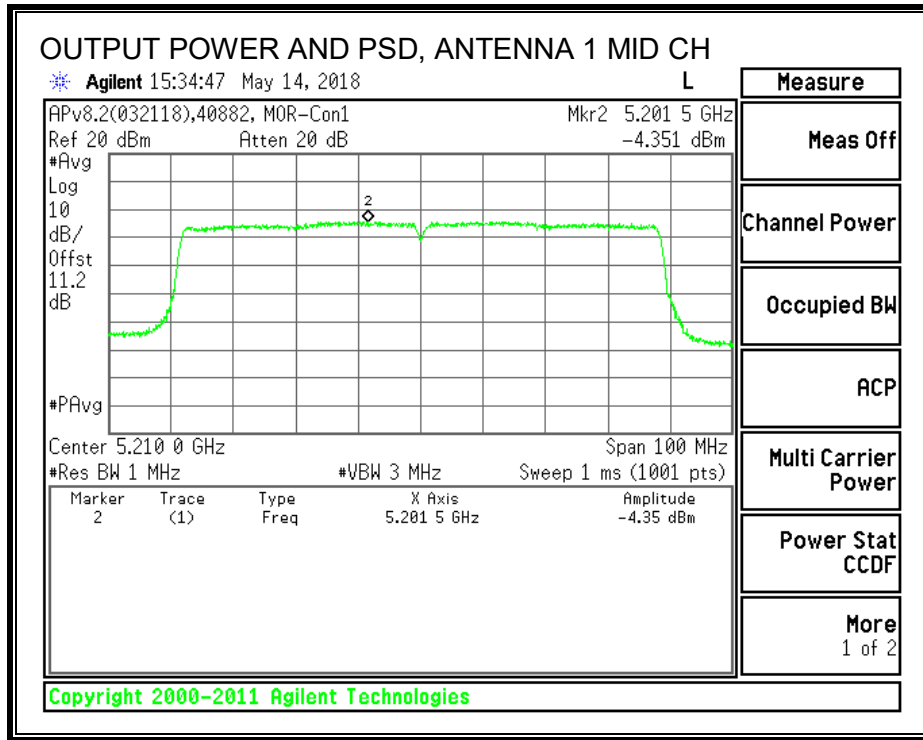 OUTPUT POWER AND PSD, ANTENNA 1 MID CH
Agilent 15:34:47 May 14, 2018 L
Measure
APv8.2(032118),40882, MOR-Con1 Mkr2 5.201 5 GHz
Ref 20 dBm Atten 20 dB -4.351 dBm
#Avg
Log
10
dB/
Offst
11.2
dB
2
#PAvg
Center 5.210 0 GHz Span 100 MHz
#Res BW 1 MHz #VBW 3 MHz Sweep 1 ms (1001 pts)
Marker Trace Type X Axis Amplitude
2 (1) Freq 5.201 5 GHz -4.35 dBm
Meas Off
Channel Power
Occupied BW
ACP
Multi Carrier
Power
Power Stat
CCDF
More
1 of 2
Copyright 2000-2011 Agilent Technologies